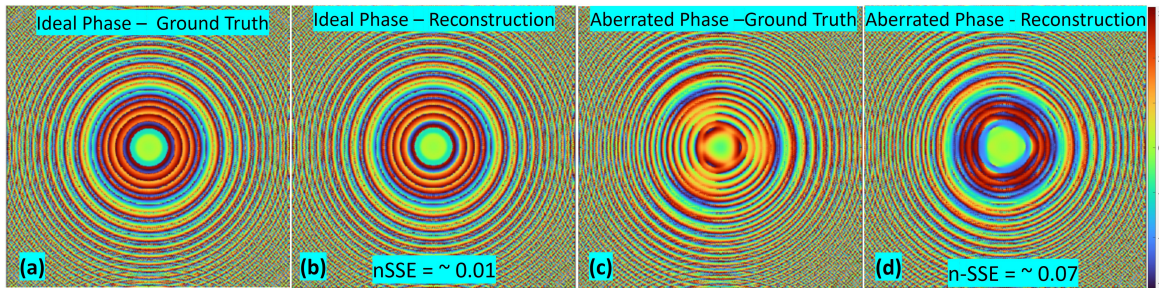 Ideal Phase – Ground Truth
Ideal Phase – Reconstruction
Aberrated Phase –Ground Truth
Aberrated Phase - Reconstruction
(a)
(b)
nSSE = ~ 0.01
(c)
(d)
n-SSE = ~ 0.07